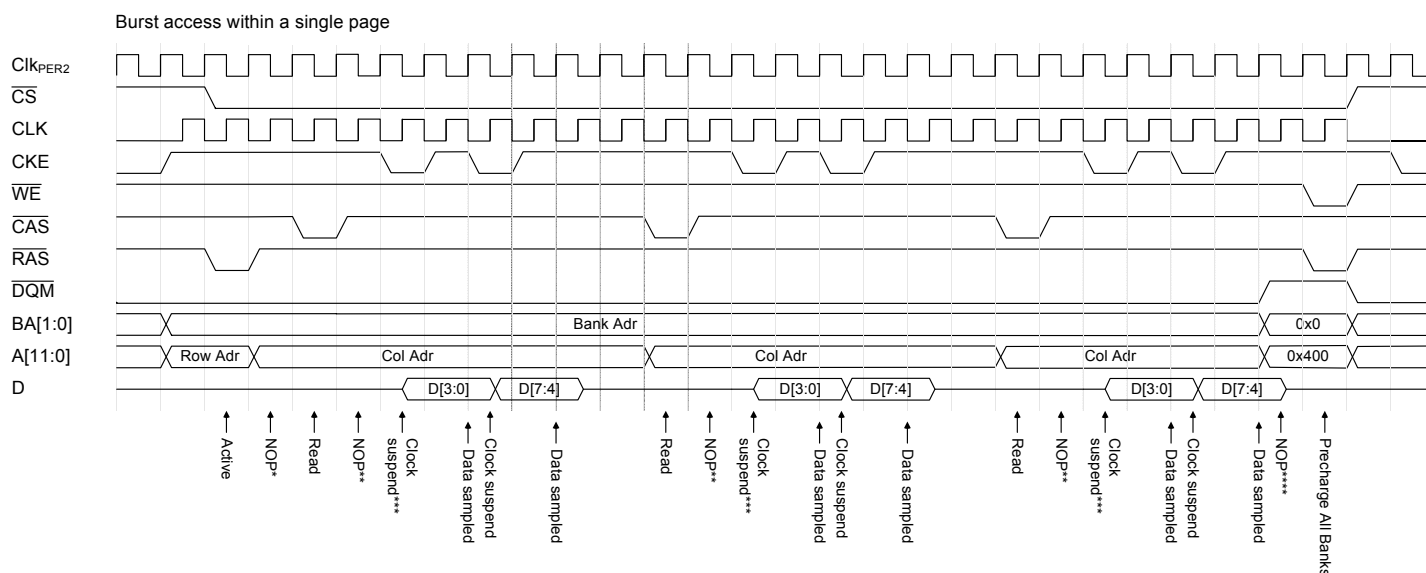 Burst access within a single page
ClkPER2
CS
CLK
CKE
WE
CAS
RAS
DQM
BA[1:0] Bank Adr 0x0
A[11:0] Row Adr Col Adr Col Adr Col Adr 0x400
D D[3:0] D[7:4] D[3:0] D[7:4] D[3:0] D[7:4]
Active
NOP*
Read
NOP**
Clock
suspend***
Data sampled
Clock suspend
Data sampled
Read
NOP**
Clock
suspend***
Data sampled
Clock suspend
Data sampled
Read
NOP**
Clock
suspend***
Data sampled
Clock suspend
Data sampled
NOP****
Precharge All Banks